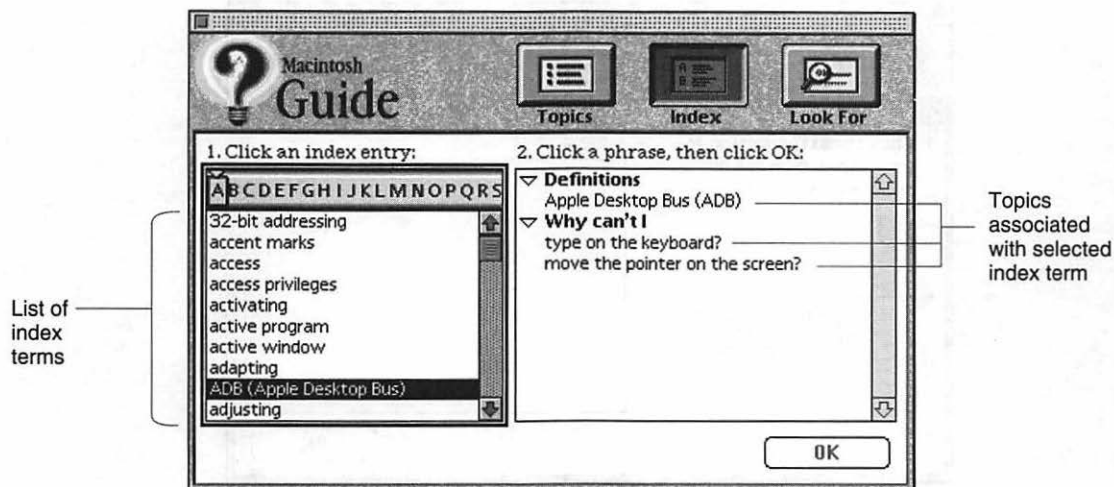 Macintosh
Guide
Topics
Index
Look For
1. Click an index entry:
ABCDEFGHIJKLMNOPQRS
32-bit addressing
accent marks
access
access privileges
activating
active program
active window
adapting
ADB (Apple Desktop Bus)
adjusting
2. Click a phrase, then click OK:
Definitions
Apple Desktop Bus (ADB)
Why can't I
type on the keyboard?
move the pointer on the screen?
OK
List of
index
terms
Topics
associated
with selected
index term